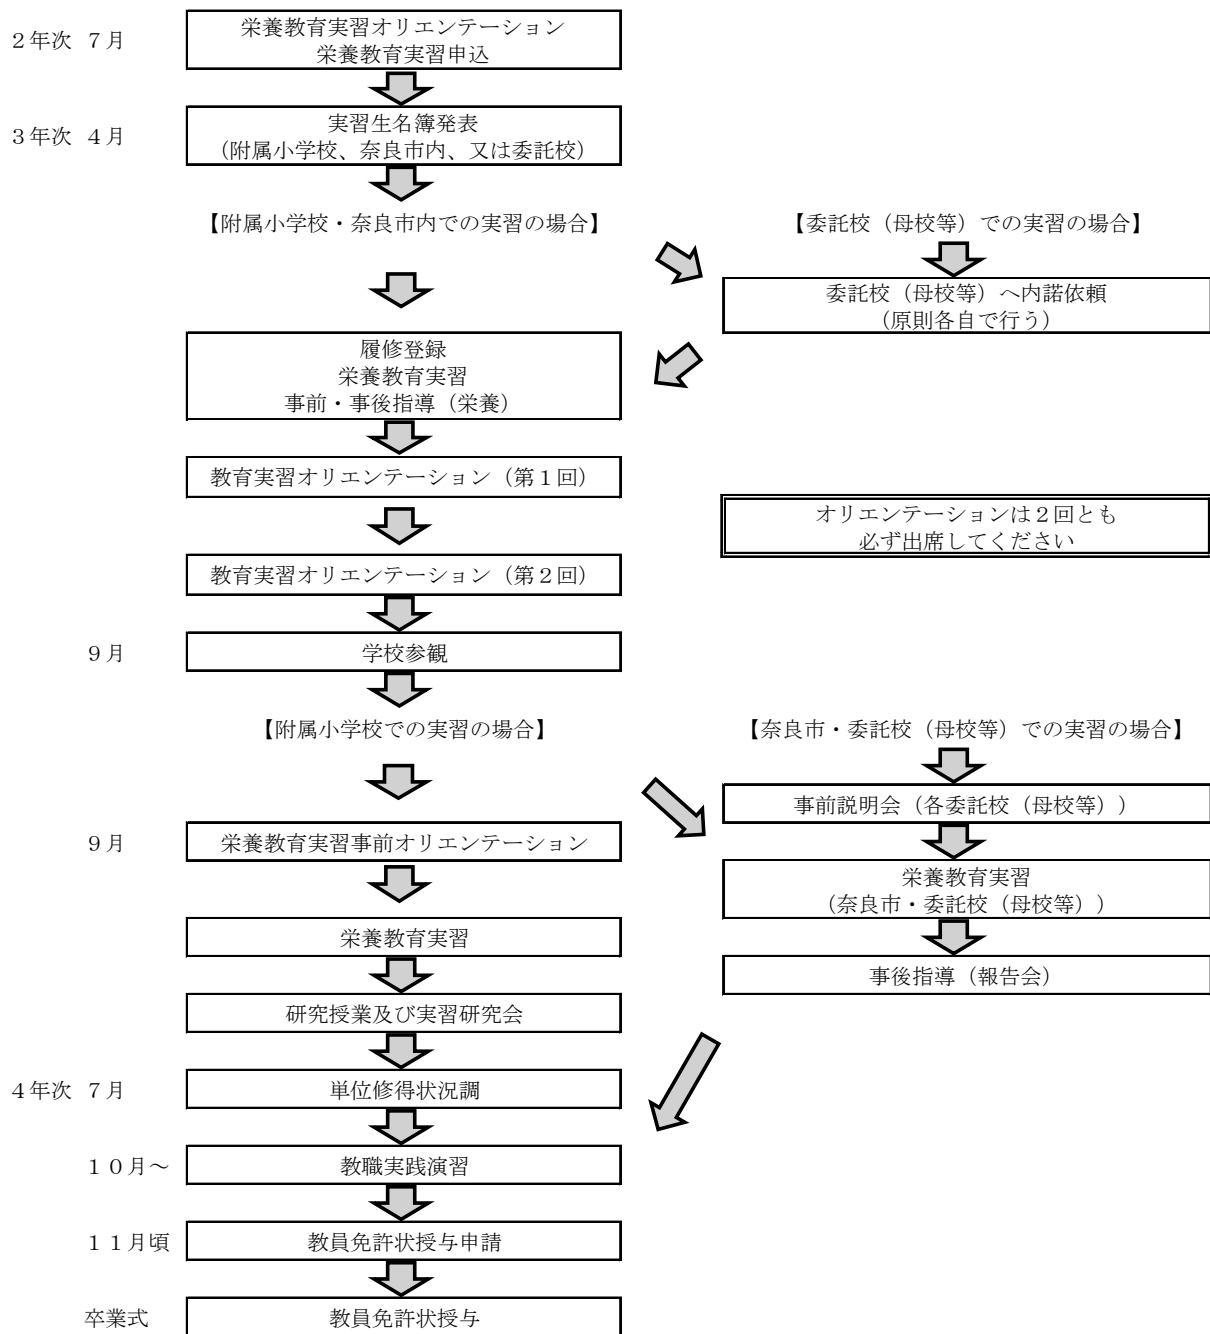 ２年次 ７月
栄養教育実習オリエンテーション
栄養教育実習申込
３年次 ４月
実習生名簿発表
（附属小学校、奈良市内、又は委託校）
【附属小学校・奈良市内での実習の場合】
【委託校（母校等）での実習の場合】
委託校（母校等）へ内諾依頼
（原則各自で行う）
履修登録
栄養教育実習
事前・事後指導（栄養）
教育実習オリエンテーション（第１回）
オリエンテーションは２回とも
必ず出席してください
教育実習オリエンテーション（第２回）
９月
学校参観
【附属小学校での実習の場合】
【奈良市・委託校（母校等）での実習の場合】
事前説明会（各委託校（母校等））
９月
栄養教育実習事前オリエンテーション
栄養教育実習
（奈良市・委託校（母校等））
栄養教育実習
事後指導（報告会）
研究授業及び実習研究会
４年次 ７月
単位修得状況調
１０月～
教職実践演習
１１月頃
教員免許状授与申請
卒業式
教員免許状授与